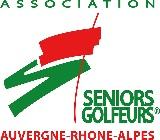 ASSOCIATION
SENIORS
GOLFEURS®
AUVERGNE-RHONE-ALPES